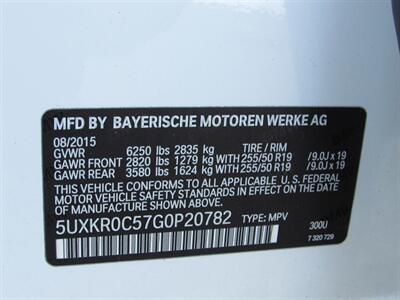 MFD BY BAYERISCHE MOTOREN WERKE AG
08/2015
GVWR 6250 lbs 2835 kg TIRE / RIM
GAWR FRONT 2820 lbs 1279 kg WITH 255/50 R19 /9.0J x 19
GAWR REAR 3580 lbs 1624 kg WITH 255/50 R19 /9.0J x 19
THIS VEHICLE CONFORMS TO ALL APPLICABLE U.S. FEDERAL MOTOR VEHICLE
SAFETY STANDARDS IN EFFECT ON THE DATE OF
MANUFACTURE SHOWN ABOVE.
5UXKR0C57G0P20782 TYPE: MPV 300U
7 320 729